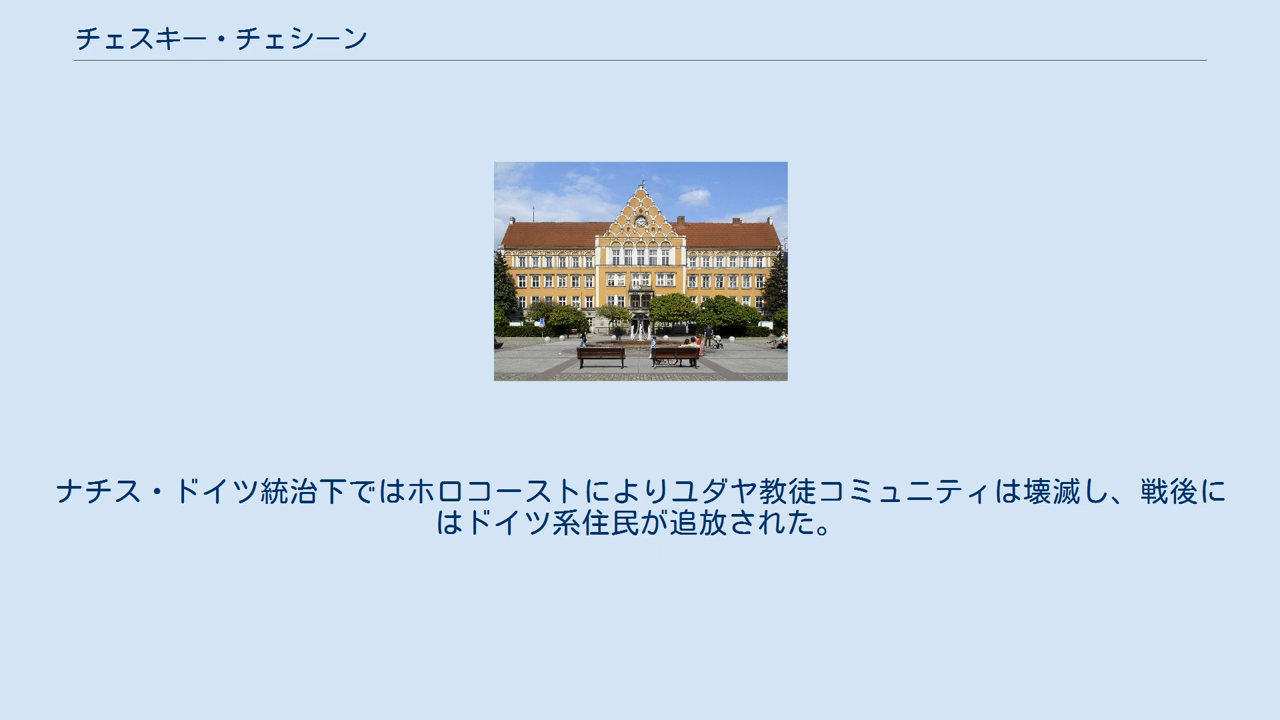 チェスキー・チェシーン
ナチス・ドイツ統治下ではホロコーストによりユダヤ教徒コミュニティは壊滅し、戦後に
はドイツ系住民が追放された。